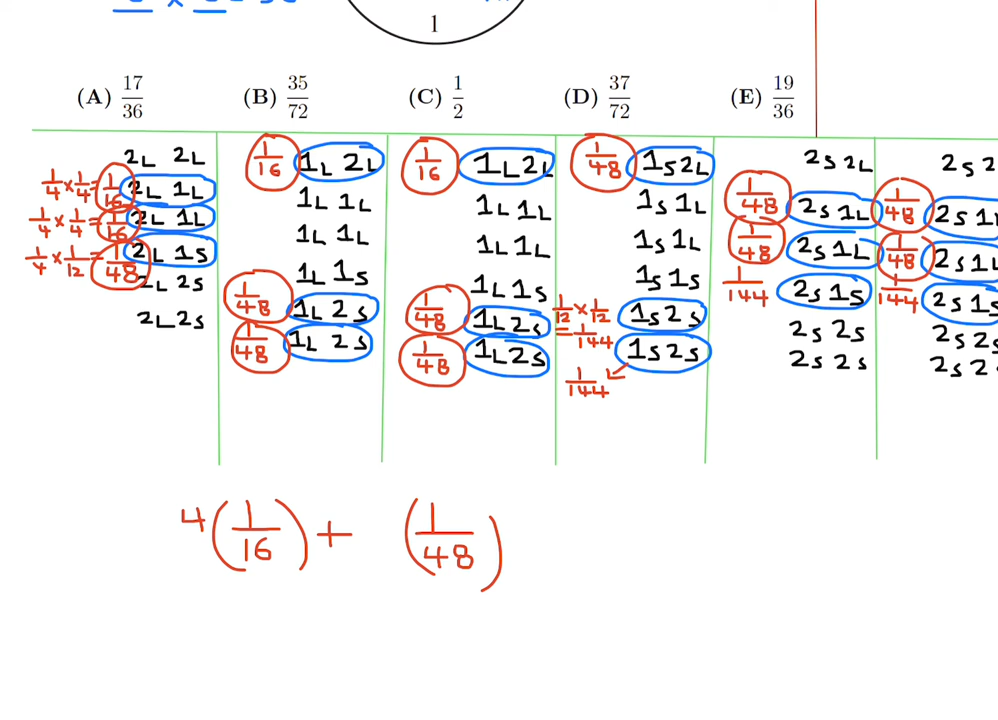 1
(A) 17/36 (B) 35/72 (C) 1/2 (D) 37/72 (E) 19/36
2L 2L
1/4 × 1/4 = 1/16 2L 1L
1/4 × 1/4 = 1/16 2L 1L
1/4 × 1/12 = 1/48 2L 1S
2L 2S
2L 2S
1/16 1L 2L
1L 1L
1L 1L
1L 1S
1/48 1L 2S
1/48 1L 2S
1/16 1L 2L
1L 1L
1L 1L
1L 1S
1/48 1L 2S
1/48 1L 2S
1/48 1S 2L
1S 1L
1S 1L
1S 1S
1/12 × 1/12 = 1/144 1S 2S
1S 2S
1/144
2S 2L
1/48 2S 1L
1/48 2S 1L
1/144 2S 1S
2S 2S
2S 2S
2S 2
1/48 2S 1L
1/48 2S 1L
1/144 2S 1S
2S 2S
2S 2
4(1/16) + (1/48)